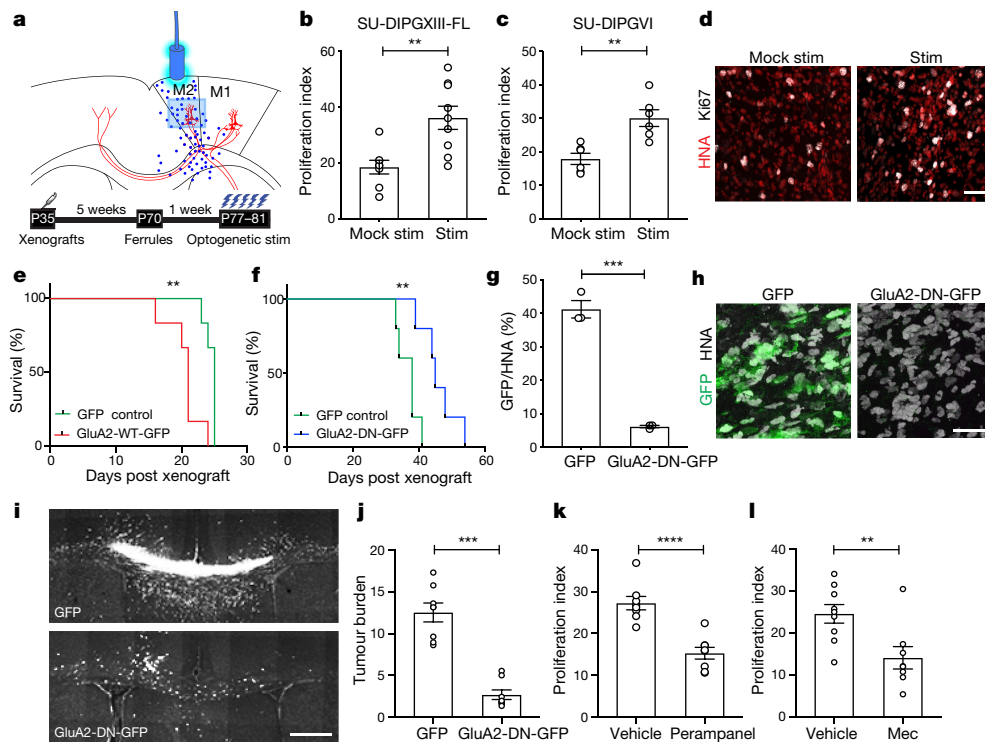 a
M2
M1
P35
5 weeks
P70
1 week
P77–81
Xenografts
Ferrules
Optogenetic stim
b
SU-DIPGXIII-FL
**
Proliferation index
60
40
20
0
Mock stim
Stim
c
SU-DIPGVI
**
Proliferation index
50
40
30
20
10
0
Mock stim
Stim
d
Mock stim
Stim
HNA Ki67
e
**
Survival (%)
100
50
0
GFP control
GluA2-WT-GFP
0
10
20
30
Days post xenograft
f
**
Survival (%)
100
50
0
GFP control
GluA2-DN-GFP
0
20
40
60
Days post xenograft
g
***
GFP/HNA (%)
50
40
30
20
10
0
GFP
GluA2-DN-GFP
h
GFP
GluA2-DN-GFP
GFP HNA
i
GFP
GluA2-DN-GFP
j
***
Tumour burden
20
15
10
5
0
GFP
GluA2-DN-GFP
k
****
Proliferation index
40
30
20
10
0
Vehicle
Perampanel
l
**
Proliferation index
40
30
20
10
0
Vehicle
Mec